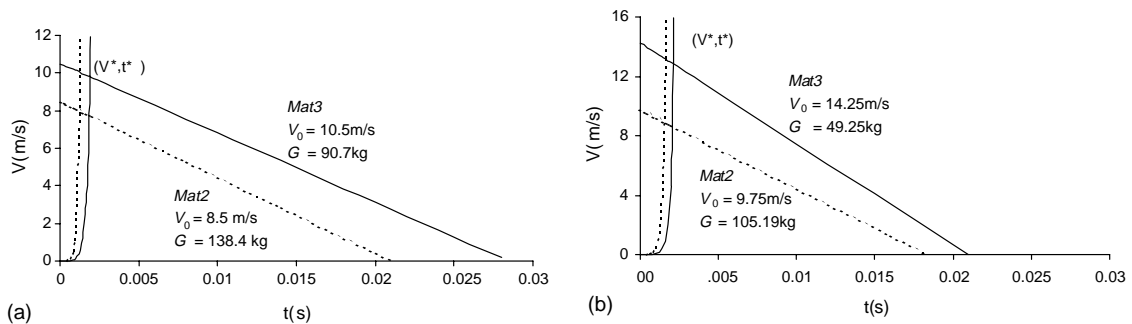 12
10
8
6
4
2
0
V(m/s)
(V*,t* )
Mat3
V0 = 10.5m/s
G = 90.7kg
Mat2
V0 = 8.5 m/s
G = 138.4 kg
0
0.005
0.01
0.015
0.02
0.025
0.03
t(s)
(a)
16
12
8
4
0
V(m/s)
(V*,t*)
Mat3
V0 = 14.25m/s
G = 49.25kg
Mat2
V0 = 9.75m/s
G = 105.19kg
00
.005
0.01
0.015
0.02
0.025
0.03
t(s)
(b)